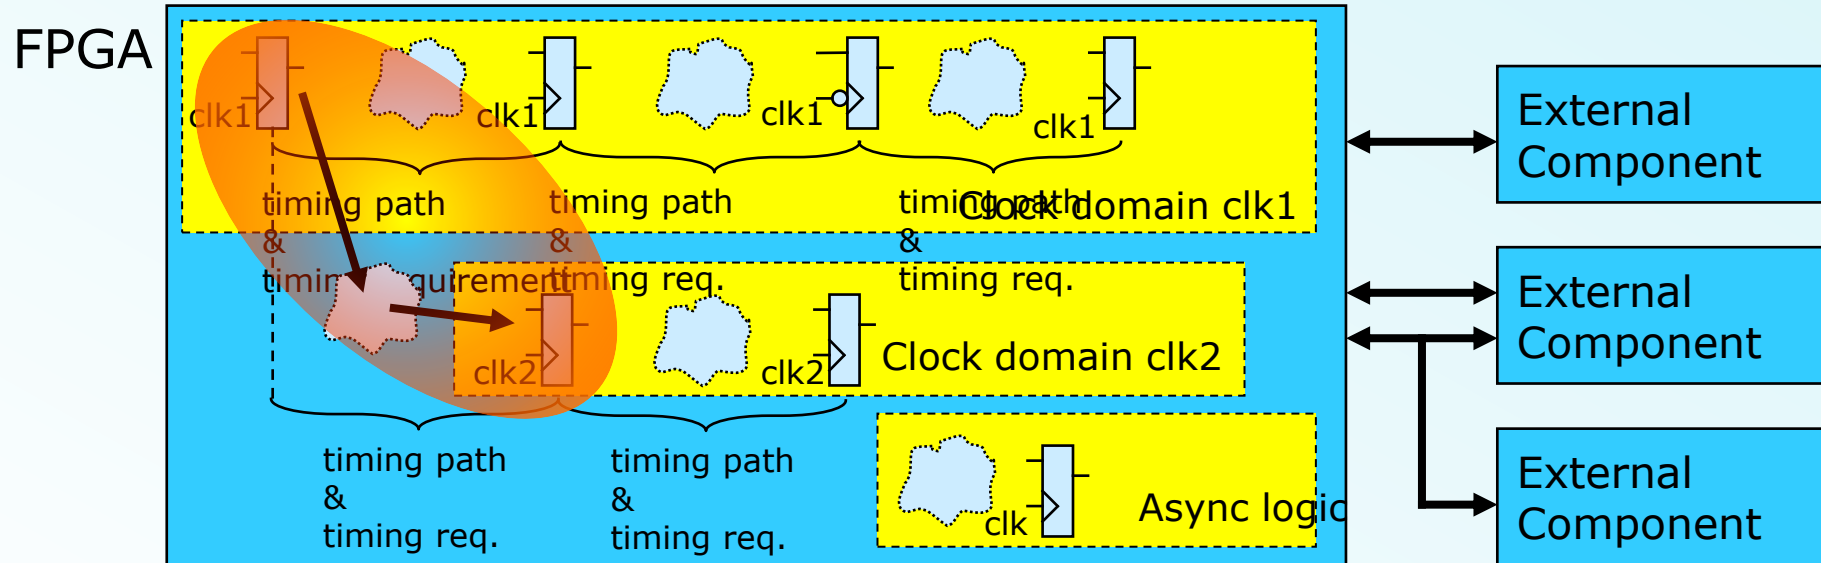 FPGA
clk1
clk1
clk1
clk1
timing path
&
timing requirement
timing path
&
timing req.
timing path
&
timing req.
Clock domain clk1
clk2
clk2
Clock domain clk2
timing path
&
timing req.
timing path
&
timing req.
clk
Async logic
External
Component
External
Component
External
Component